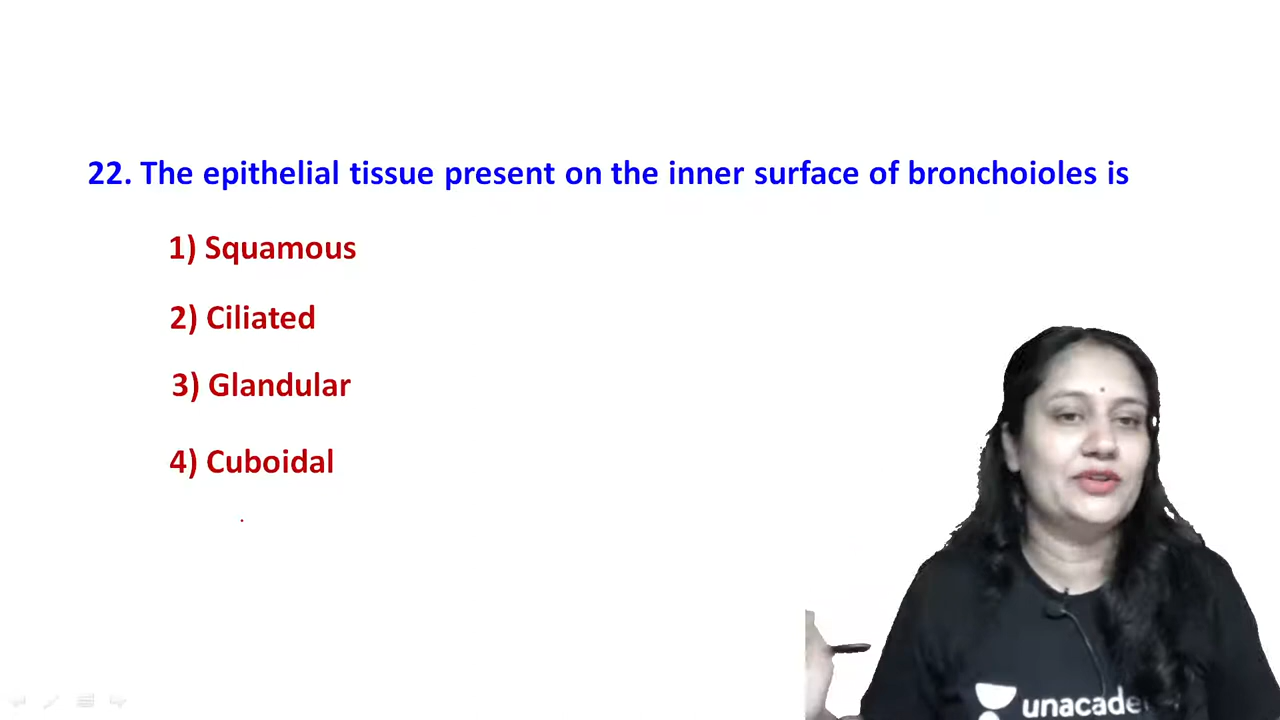 22. The epithelial tissue present on the inner surface of bronchoioles is
1) Squamous
2) Ciliated
3) Glandular
4) Cuboidal
unacade